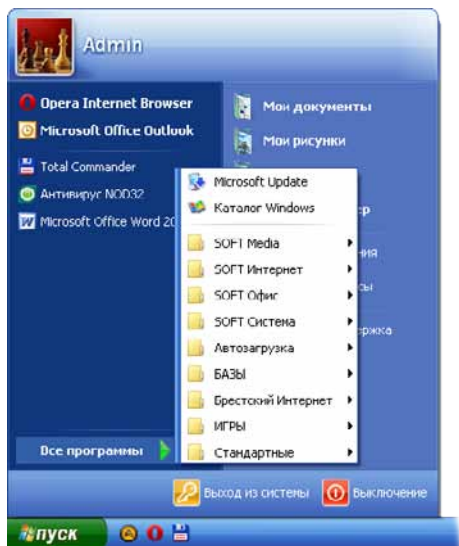 Admin
Opera Internet Browser
Microsoft Office Outlook
Total Commander
Антивирус NOD32
Microsoft Office Word 20
Мои документы
Мои рисунки
Microsoft Update
Каталог Windows
SOFT Media
SOFT Интернет
SOFT Офис
SOFT Система
Автозагрузка
БАЗЫ
Брестский Интернет
ИГРЫ
Стандартные
Все программы
Выход из системы
Выключение
пуск